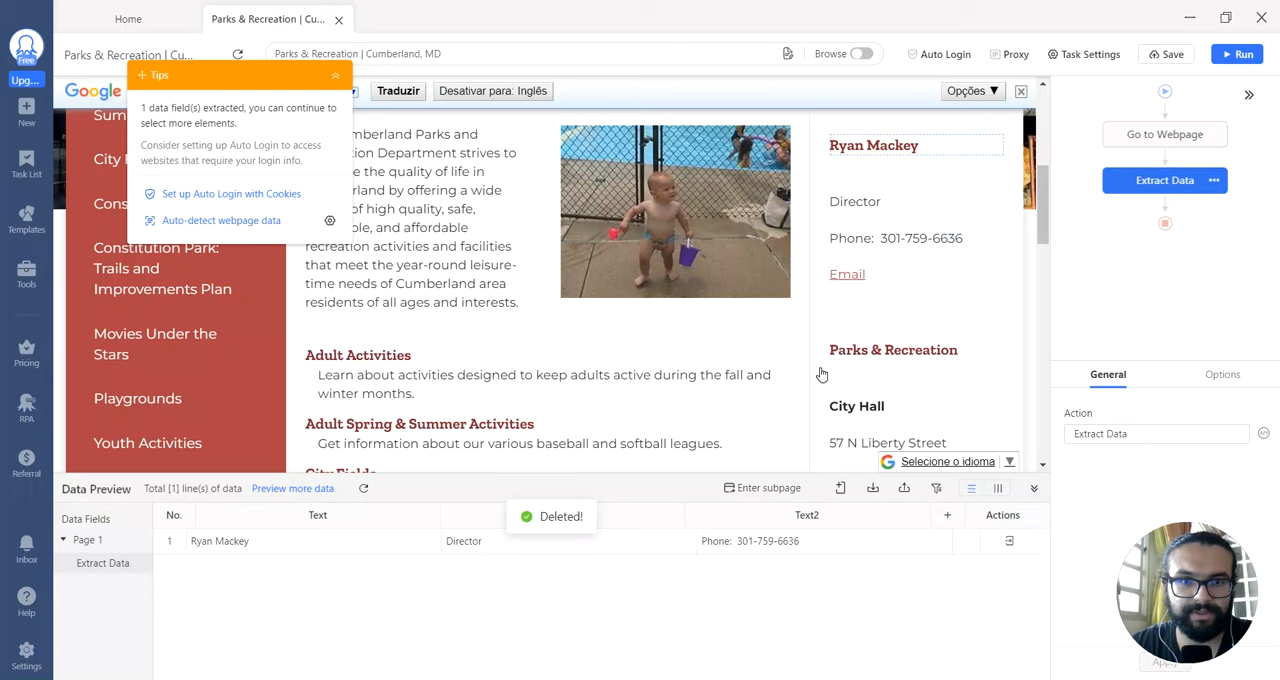 Home
Parks & Recreation | Cu...
Free
Upg...
New
Task List
Templates
Tools
Pricing
RPA
Referral
Inbox
Help
Settings
Parks & Recreation | Cu...
Parks & Recreation | Cumberland, MD
Browse
Auto Login
Proxy
Task Settings
Save
Run
Tips
1 data field(s) extracted, you can continue to
select more elements.
Consider setting up Auto Login to access
websites that require your login info.
Set up Auto Login with Cookies
Auto-detect webpage data
Google
Traduzir
Desativar para: Inglês
Opções ▼
Sum
City F
Cons
Constitution Park:
Trails and
Improvements Plan
Movies Under the
Stars
Playgrounds
Youth Activities
umberland Parks and
tion Department strives to
e the quality of life in
rland by offering a wide
of high quality, safe,
ble, and affordable
recreation activities and facilities
that meet the year-round leisure-
time needs of Cumberland area
residents of all ages and interests.
Adult Activities
Learn about activities designed to keep adults active during the fall and
winter months.
Adult Spring & Summer Activities
Get information about our various baseball and softball leagues.
City Fields
Ryan Mackey
Director
Phone: 301-759-6636
Email
Parks & Recreation
City Hall
57 N Liberty Street
Selecione o idioma ▼
Go to Webpage
Extract Data
General
Options
Action
Extract Data
Apply
Data Preview
Total [1] line(s) of data
Preview more data
Enter subpage
Data Fields
Page 1
Extract Data
No.
Text
Text2
Actions
1
Ryan Mackey
Director
Phone: 301-759-6636
Deleted!